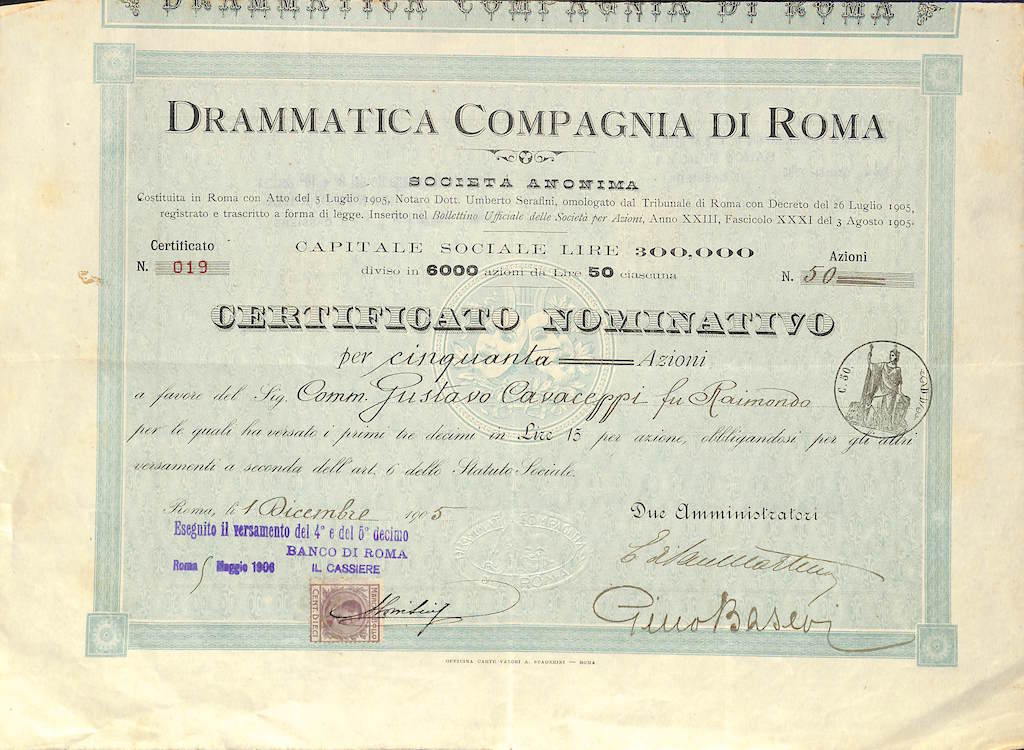 DRAMMATICA COMPAGNIA DI ROMA
DRAMMATICA COMPAGNIA DI ROMA
SOCIETÀ ANONIMA
Costituita in Roma con Atto del 5 Luglio 1905, Notaro Dott. Umberto Serafini, omologato dal Tribunale di Roma con Decreto del 26 Luglio 1905,
registrato e trascritto a forma di legge. Inserito nel Bollettino Ufficiale delle Società per Azioni, Anno XXIII, Fascicolo XXXI del 3 Agosto 1905.
Certificato
N. 019
CAPITALE SOCIALE LIRE 300,000
diviso in 6000 azioni da Lire 50 ciascuna
Azioni
N. 50
CERTIFICATO NOMINATIVO
per cinquanta Azioni
C. 50
a favore del Sig. Comm. Gustavo Cavaceppi fu Raimondo
per le quali ha versato i primi tre decimi in Lire 15 per azione, obbligandosi per gli altri
versamenti a seconda dell'art. 6 dello Statuto Sociale.
Roma, li 1 Dicembre 1905
Due Amministratori
Eseguito il versamento del 4° e del 5° decimo
BANCO DI ROMA
Roma 5 Maggio 1906 IL CASSIERE
Gino Basevi
CENT. DIECI
OFFICINA CARTE-VALORI A. STADERINI — ROMA